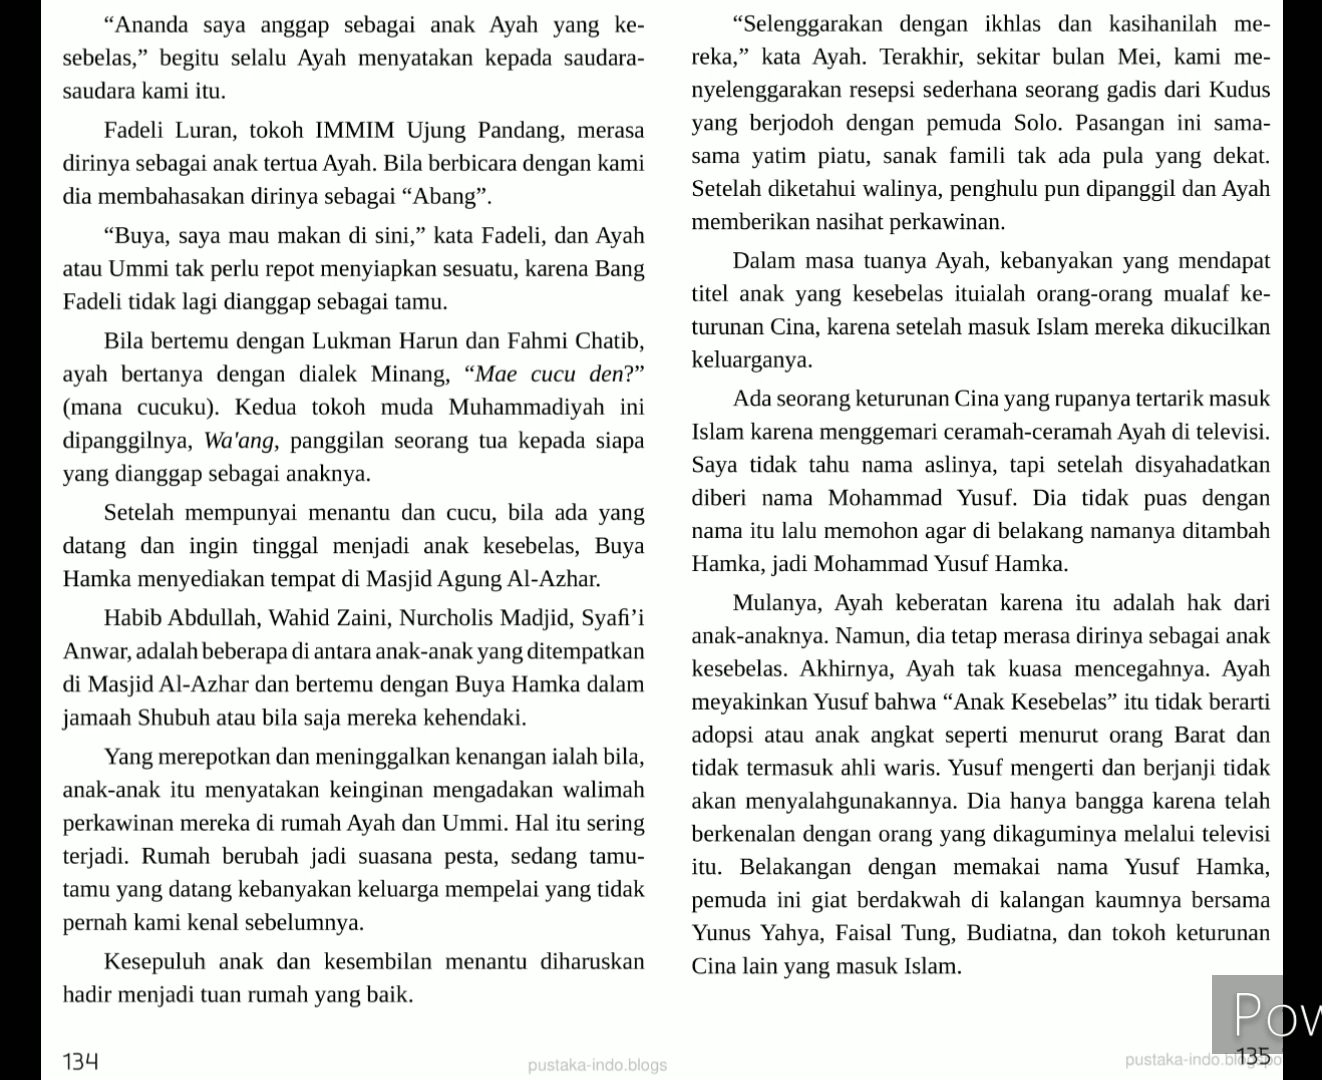 “Ananda saya anggap sebagai anak Ayah yang ke-
sebelas,” begitu selalu Ayah menyatakan kepada saudara-
saudara kami itu.
Fadeli Luran, tokoh IMMIM Ujung Pandang, merasa
dirinya sebagai anak tertua Ayah. Bila berbicara dengan kami
dia membahasakan dirinya sebagai “Abang”.
“Buya, saya mau makan di sini,” kata Fadeli, dan Ayah
atau Ummi tak perlu repot menyiapkan sesuatu, karena Bang
Fadeli tidak lagi dianggap sebagai tamu.
Bila bertemu dengan Lukman Harun dan Fahmi Chatib,
ayah bertanya dengan dialek Minang, “Mae cucu den?”
(mana cucuku). Kedua tokoh muda Muhammadiyah ini
dipanggilnya, Wa'ang, panggilan seorang tua kepada siapa
yang dianggap sebagai anaknya.
Setelah mempunyai menantu dan cucu, bila ada yang
datang dan ingin tinggal menjadi anak kesebelas, Buya
Hamka menyediakan tempat di Masjid Agung Al-Azhar.
Habib Abdullah, Wahid Zaini, Nurcholis Madjid, Syafi’i
Anwar, adalah beberapa di antara anak-anak yang ditempatkan
di Masjid Al-Azhar dan bertemu dengan Buya Hamka dalam
jamaah Shubuh atau bila saja mereka kehendaki.
Yang merepotkan dan meninggalkan kenangan ialah bila,
anak-anak itu menyatakan keinginan mengadakan walimah
perkawinan mereka di rumah Ayah dan Ummi. Hal itu sering
terjadi. Rumah berubah jadi suasana pesta, sedang tamu-
tamu yang datang kebanyakan keluarga mempelai yang tidak
pernah kami kenal sebelumnya.
Kesepuluh anak dan kesembilan menantu diharuskan
hadir menjadi tuan rumah yang baik.
134
pustaka-indo.blogs
“Selenggarakan dengan ikhlas dan kasihanilah me-
reka,” kata Ayah. Terakhir, sekitar bulan Mei, kami me-
nyelenggarakan resepsi sederhana seorang gadis dari Kudus
yang berjodoh dengan pemuda Solo. Pasangan ini sama-
sama yatim piatu, sanak famili tak ada pula yang dekat.
Setelah diketahui walinya, penghulu pun dipanggil dan Ayah
memberikan nasihat perkawinan.
Dalam masa tuanya Ayah, kebanyakan yang mendapat
titel anak yang kesebelas ituialah orang-orang mualaf ke-
turunan Cina, karena setelah masuk Islam mereka dikucilkan
keluarganya.
Ada seorang keturunan Cina yang rupanya tertarik masuk
Islam karena menggemari ceramah-ceramah Ayah di televisi.
Saya tidak tahu nama aslinya, tapi setelah disyahadatkan
diberi nama Mohammad Yusuf. Dia tidak puas dengan
nama itu lalu memohon agar di belakang namanya ditambah
Hamka, jadi Mohammad Yusuf Hamka.
Mulanya, Ayah keberatan karena itu adalah hak dari
anak-anaknya. Namun, dia tetap merasa dirinya sebagai anak
kesebelas. Akhirnya, Ayah tak kuasa mencegahnya. Ayah
meyakinkan Yusuf bahwa “Anak Kesebelas” itu tidak berarti
adopsi atau anak angkat seperti menurut orang Barat dan
tidak termasuk ahli waris. Yusuf mengerti dan berjanji tidak
akan menyalahgunakannya. Dia hanya bangga karena telah
berkenalan dengan orang yang dikaguminya melalui televisi
itu. Belakangan dengan memakai nama Yusuf Hamka,
pemuda ini giat berdakwah di kalangan kaumnya bersama
Yunus Yahya, Faisal Tung, Budiatna, dan tokoh keturunan
Cina lain yang masuk Islam.
135